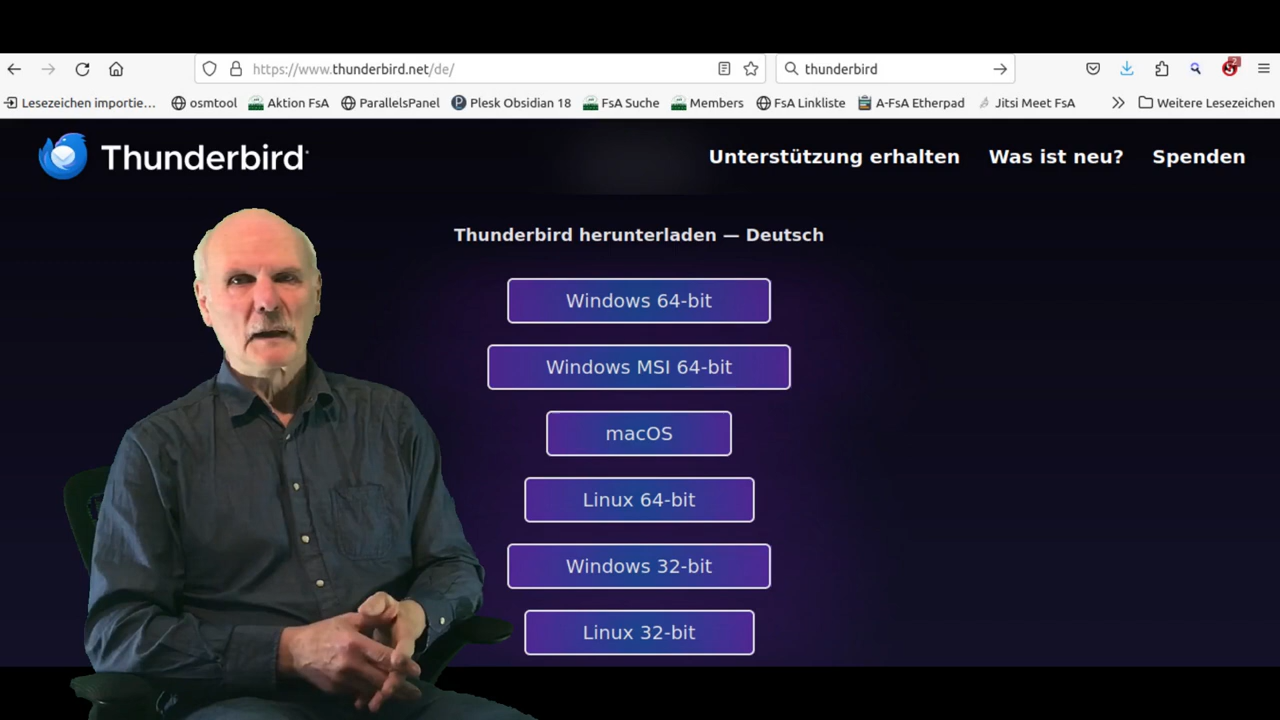 https://www.thunderbird.net/de/
thunderbird
2
Lesezeichen importie… osmtool Aktion FsA ParallelsPanel Plesk Obsidian 18 FsA Suche Members FsA Linkliste A-FsA Etherpad Jitsi Meet FsA Weitere Lesezeichen
Thunderbird Unterstützung erhalten Was ist neu? Spenden
Thunderbird herunterladen — Deutsch
Windows 64-bit
Windows MSI 64-bit
macOS
Linux 64-bit
Windows 32-bit
Linux 32-bit